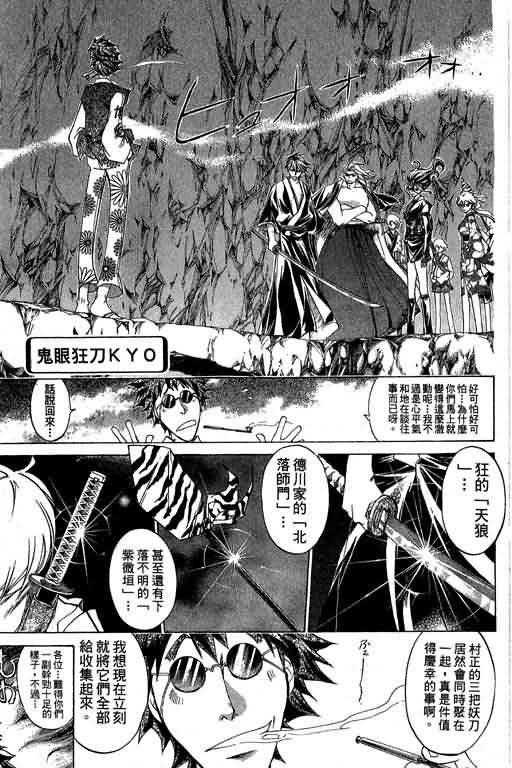 ヒュオオオオ
鬼眼狂刀KYO
好可怕好可
怕…為什麼
你們馬上就
變得這麼激
動呢…我不
過是心平氣
和地在談往
事而已呀。
話說回來…
狂的「天狼
」…
德川家的「北
落師門」…
甚至還有下
落不明的「
紫微垣」…
村正的三把妖刀
居然會同時聚在
一起，真是件值
得慶幸的事啊。
我想現在立刻
就將它們全部
給收集起來。
各位…難得你們
一副幹勁十足的
樣子，不過…